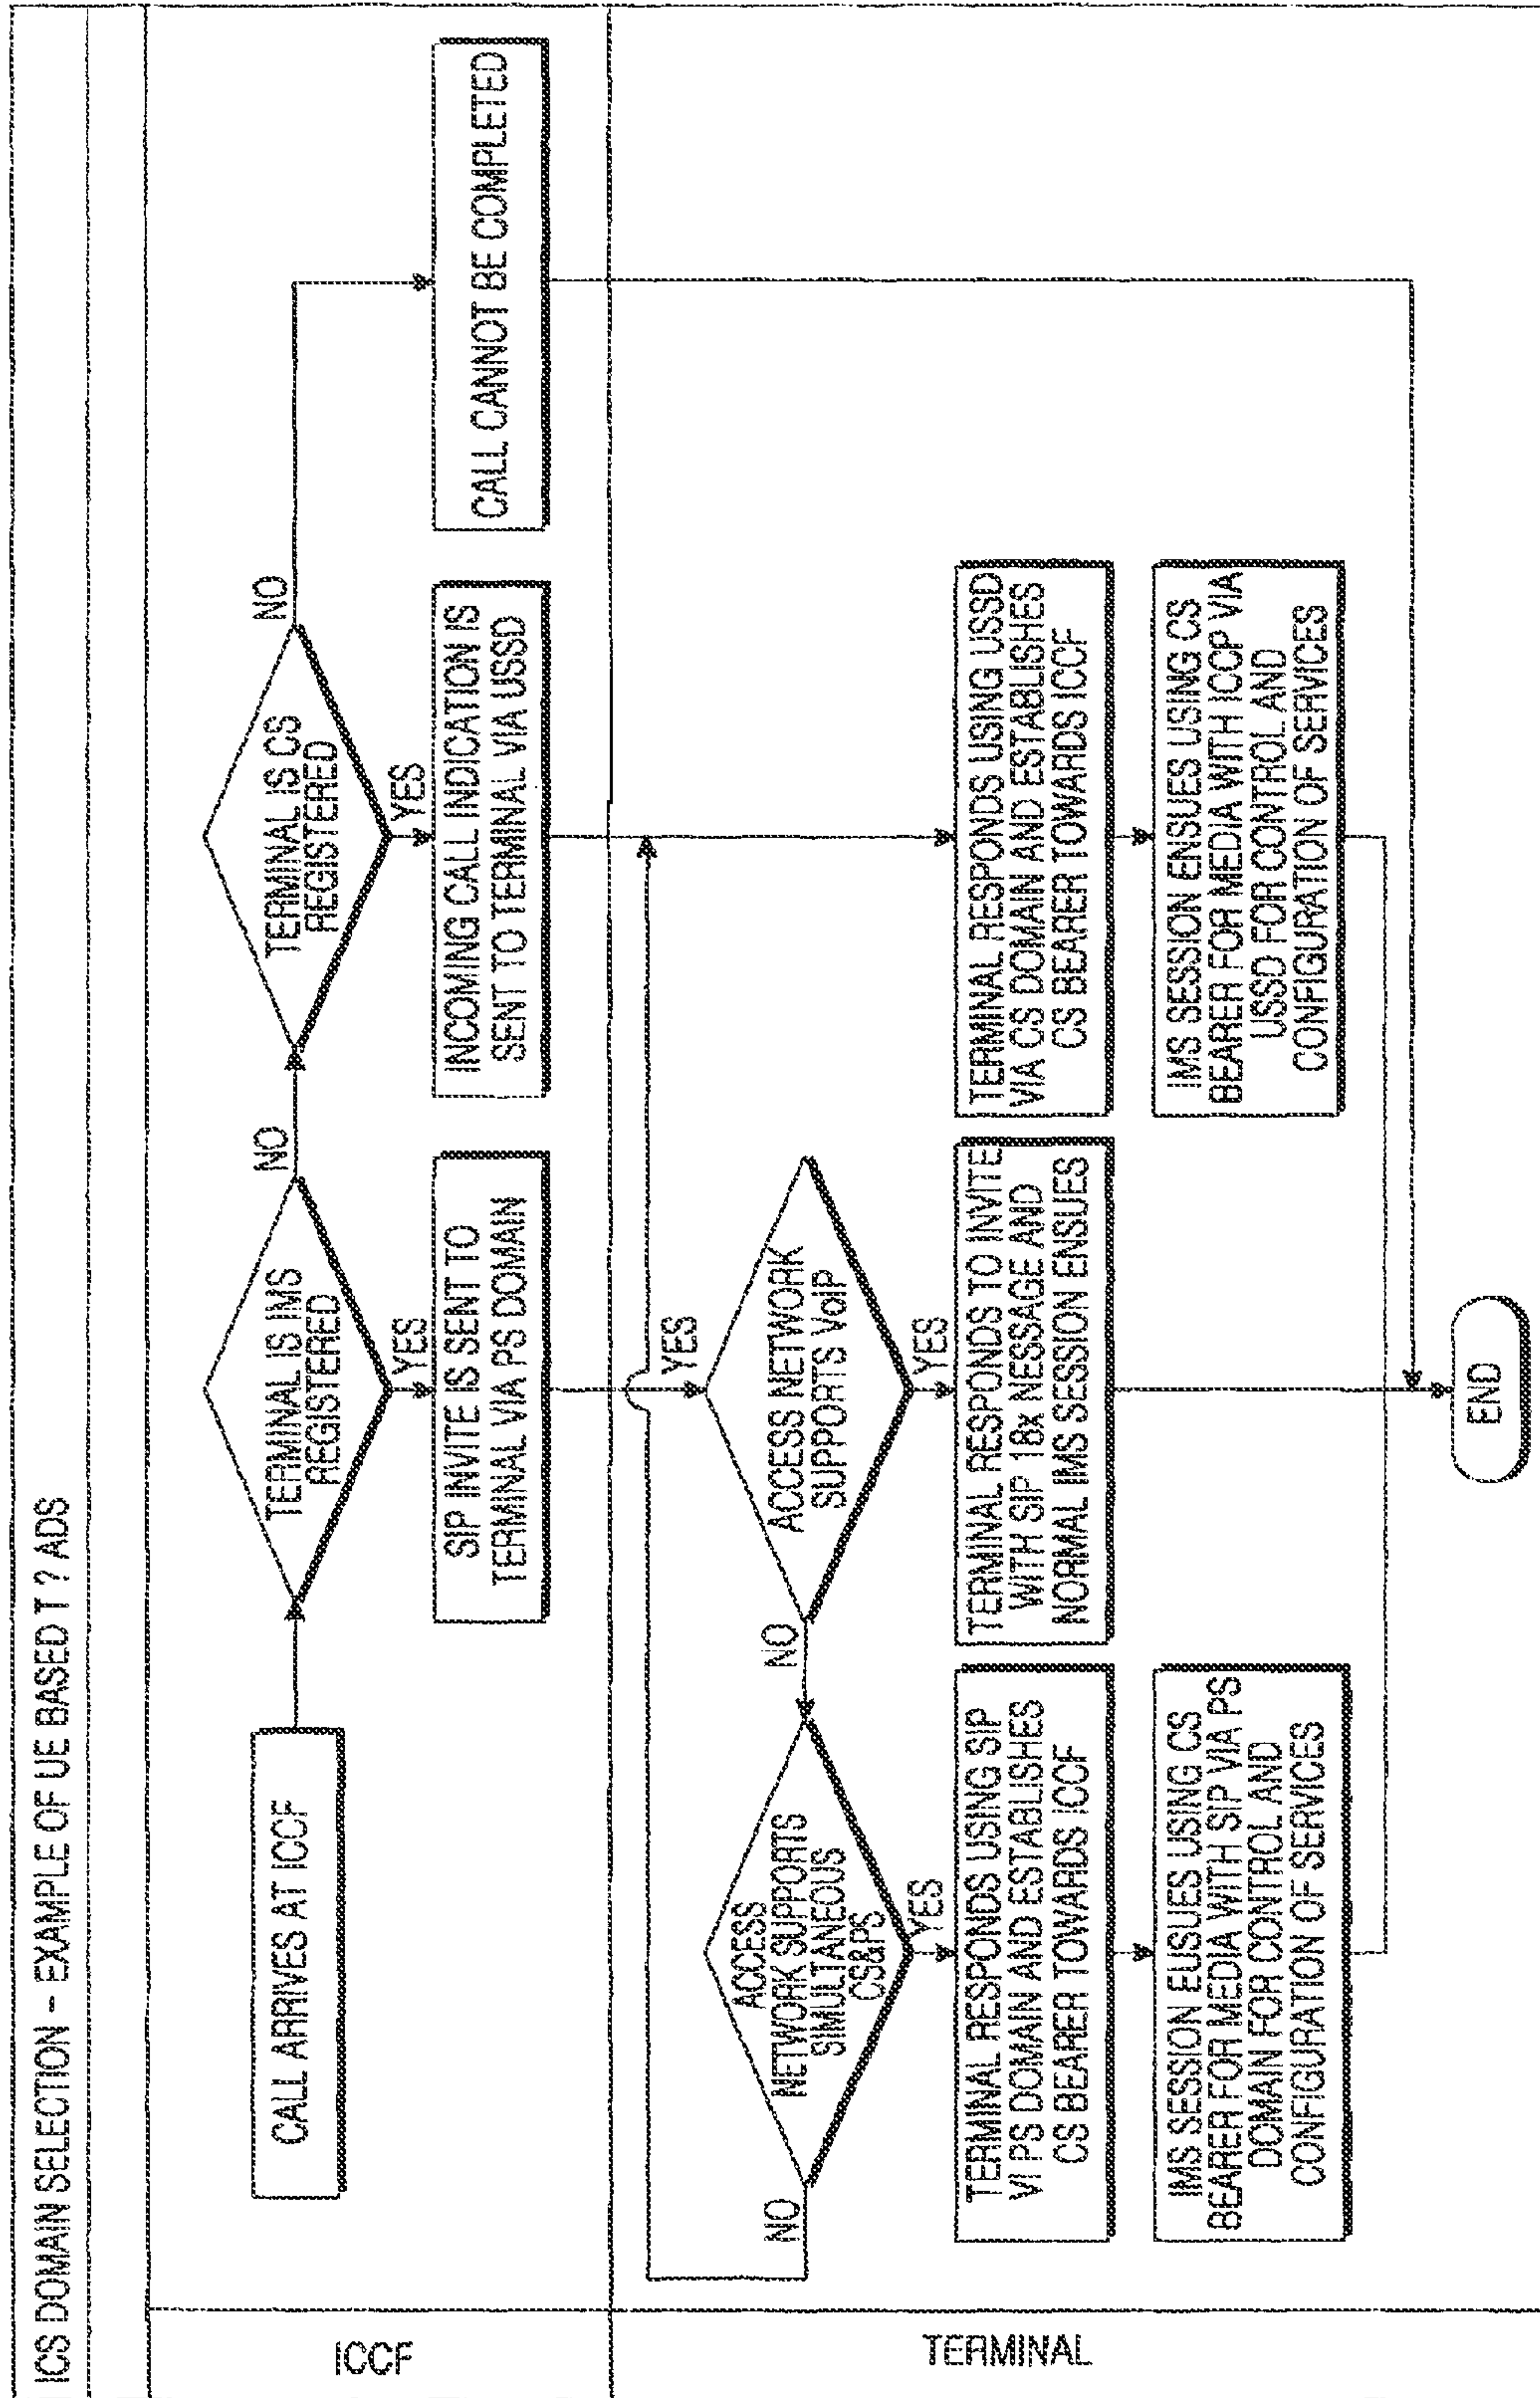 ICS DOMAIN SELECTION - EXAMPLE OF UE BASED T ? ADS
ICCF
CALL ARRIVES AT ICCF
TERMINAL IS IMS
REGISTERED
NO
YES
TERMINAL IS CS
REGISTERED
NO
YES
SIP INVITE IS SENT TO
TERMINAL VIA PS DOMAIN
INCOMING CALL INDICATION IS
SENT TO TERMINAL VIA USSD
CALL CANNOT BE COMPLETED
TERMINAL
YES
NO
ACCESS
NETWORK SUPPORTS
SIMULTANEOUS
CS&PS
YES
NO
ACCESS NETWORK
SUPPORTS VoIP
YES
TERMINAL RESPONDS USING SIP
VI PS DOMAIN AND ESTABLISHES
CS BEARER TOWARDS ICCF
TERMINAL RESPONDS TO INVITE
WITH SIP 18x NESSAGE AND
NORMAL IMS SESSION ENSUES
TERMINAL RESPONDS USING USSD
VIA CS DOMAIN AND ESTABLISHES
CS BEARER TOWARDS ICCF
IMS SESSION EUSUES USING CS
BEARER FOR MEDIA WITH SIP VIA PS
DOMAIN FOR CONTROL AND
CONFIGURATION OF SERVICES
IMS SESSION ENSUES USING CS
BEARER FOR MEDIA WITH ICCP VIA
USSD FOR CONTROL AND
CONFIGURATION OF SERVICES
END